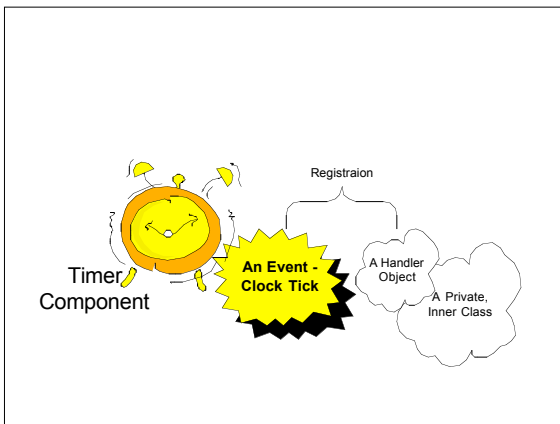 Registraion
An Event -
Clock Tick
A Handler
Object
A Private,
Inner Class
Timer
Component